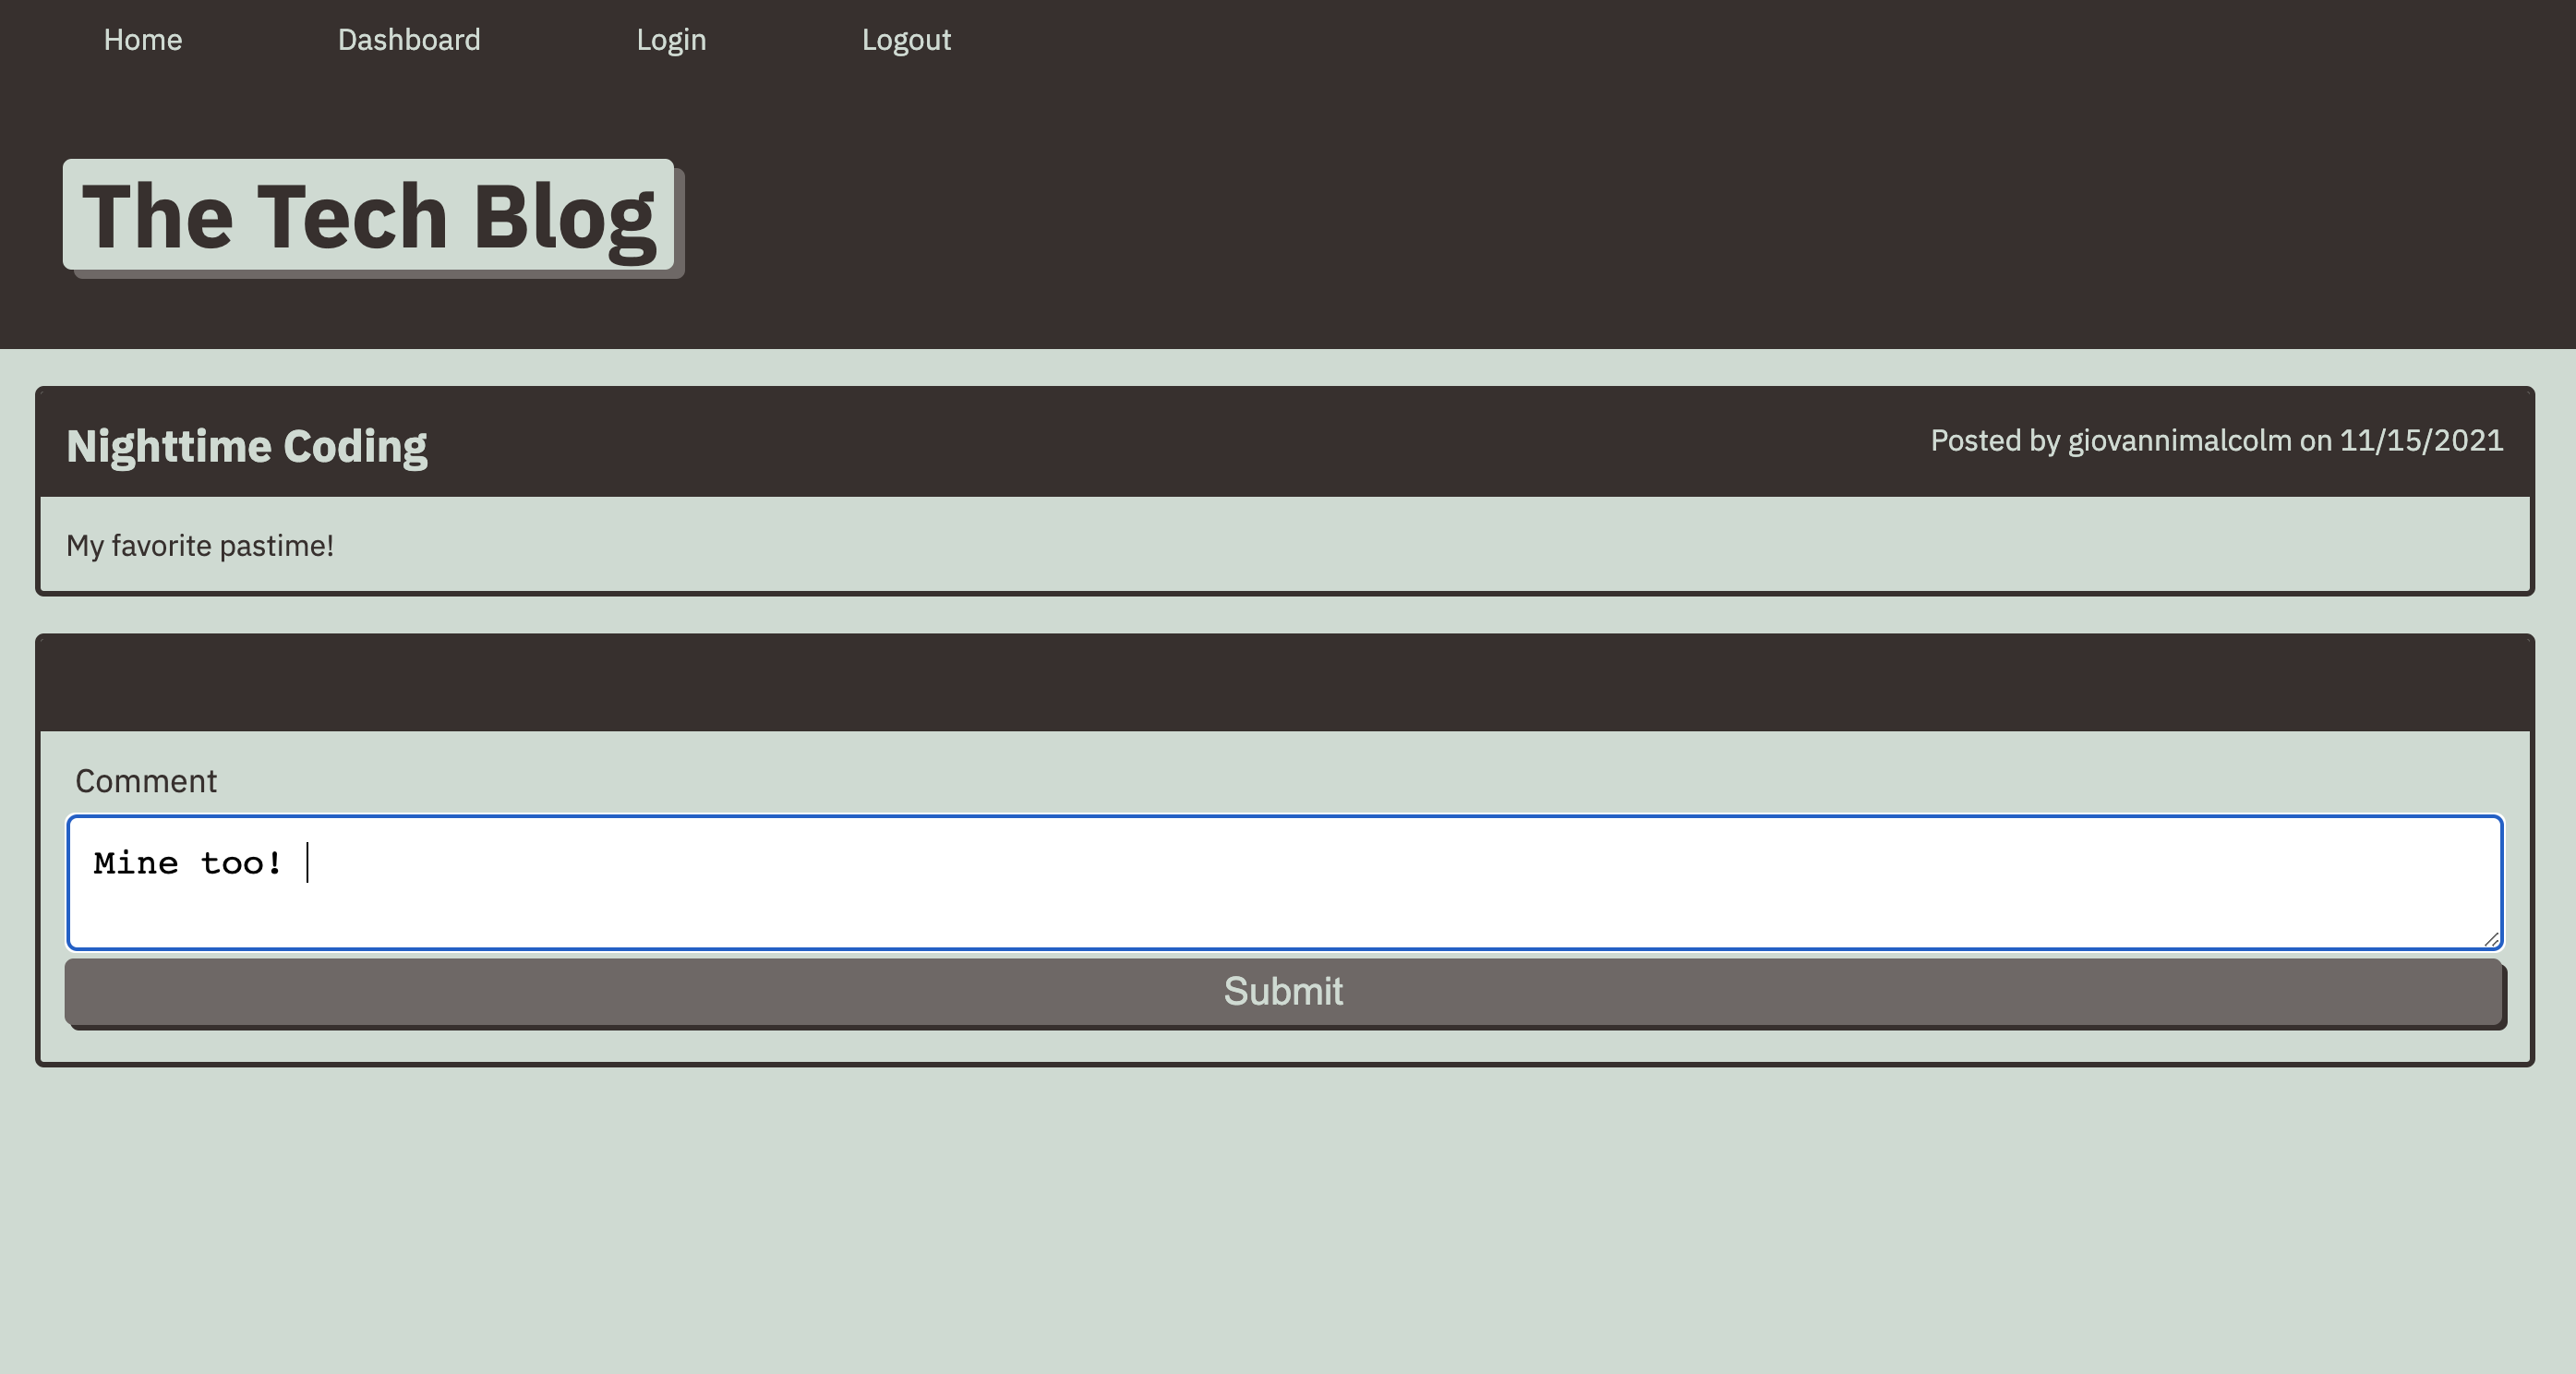 Home Dashboard Login Logout
The Tech Blog
Nighttime Coding Posted by giovannimalcolm on 11/15/2021
My favorite pastime!
Comment
Mine too!
Submit